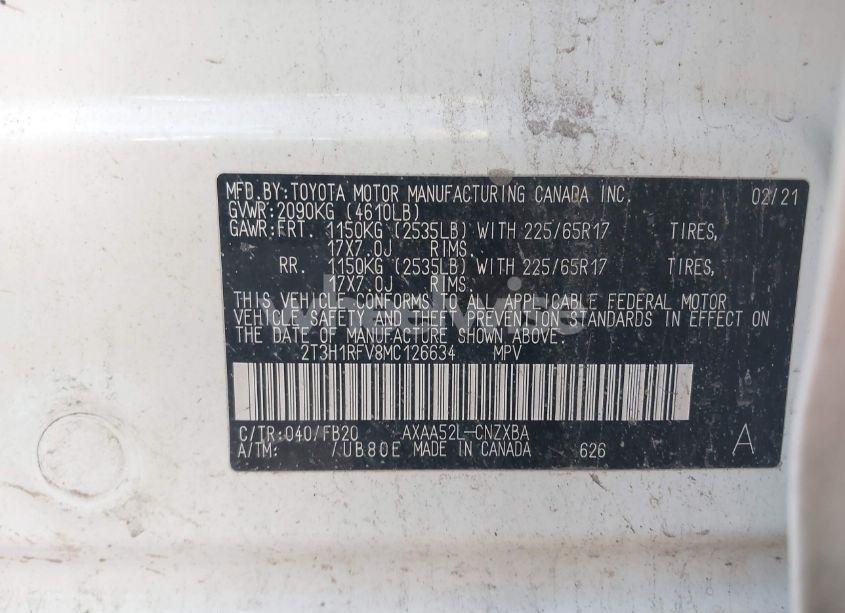 MFD.BY:TOYOTA MOTOR MANUFACTURING CANADA INC. 02/21
GVWR:2090KG (4610LB)
GAWR:FRT. 1150KG (2535LB) WITH 225/65R17 TIRES,
17X7.0J RIMS.
RR. 1150KG (2535LB) WITH 225/65R17 TIRES,
17X7.0J RIMS.
THIS VEHICLE CONFORMS TO ALL APPLICABLE FEDERAL MOTOR
VEHICLE SAFETY AND THEFT PREVENTION STANDARDS IN EFFECT ON
THE DATE OF MANUFACTURE SHOWN ABOVE.
wheelwise
2T3H1RFV8MC126634 MPV
C/TR:040/FB20 AXAA52L-CNZXBA
A/TM: /UB80E MADE IN CANADA 626 A